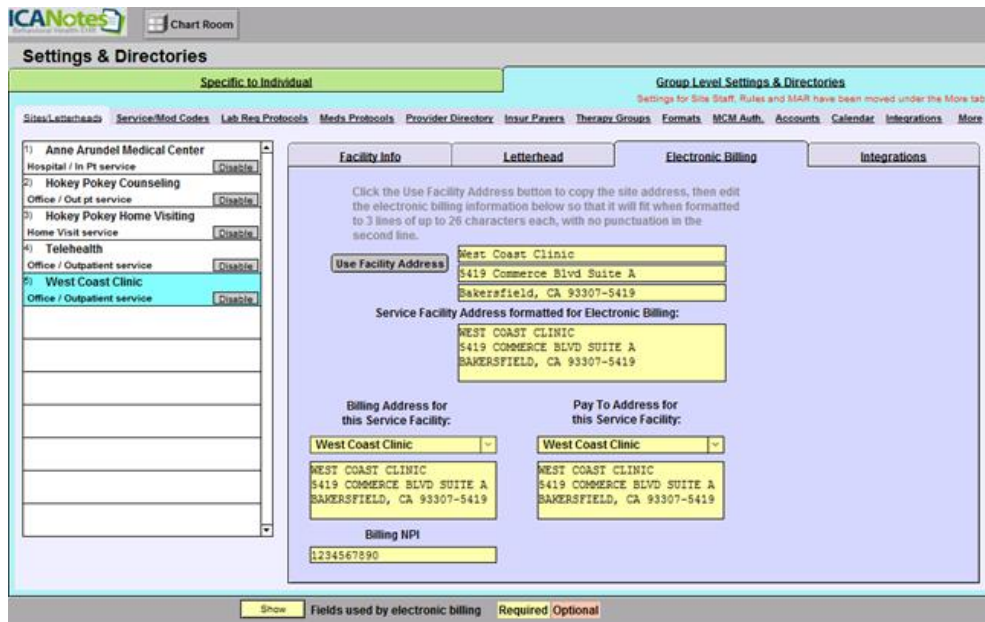 ICANotes
Behavioral Health EHR
Chart Room
Settings & Directories
Specific to Individual
Group Level Settings & Directories
Settings for Site Staff, Rules and MAR have been moved under the More tab
Sites/Letterheads Service/Mod Codes Lab Req Protocols Meds Protocols Provider Directory Insur Payers Therapy Groups Formats MCM Auth. Accounts Calendar Integrations More
1) Anne Arundel Medical Center
Hospital / In Pt service Disable
2) Hokey Pokey Counseling
Office / Out pt service Disable
3) Hokey Pokey Home Visiting
Home Visit service Disable
4) Telehealth
Office / Outpatient service Disable
5) West Coast Clinic
Office / Outpatient service Disable
Facility Info Letterhead Electronic Billing Integrations
Click the Use Facility Address button to copy the site address, then edit
the electronic billing information below so that it will fit when formatted
to 3 lines of up to 26 characters each, with no punctuation in the
second line.
Use Facility Address
West Coast Clinic
5419 Commerce Blvd Suite A
Bakersfield, CA 93307-5419
Service Facility Address formatted for Electronic Billing:
WEST COAST CLINIC
5419 COMMERCE BLVD SUITE A
BAKERSFIELD, CA 93307-5419
Billing Address for
this Service Facility:
West Coast Clinic
WEST COAST CLINIC
5419 COMMERCE BLVD SUITE A
BAKERSFIELD, CA 93307-5419
Pay To Address for
this Service Facility:
West Coast Clinic
WEST COAST CLINIC
5419 COMMERCE BLVD SUITE A
BAKERSFIELD, CA 93307-5419
Billing NPI
1234567890
Show Fields used by electronic billing Required Optional